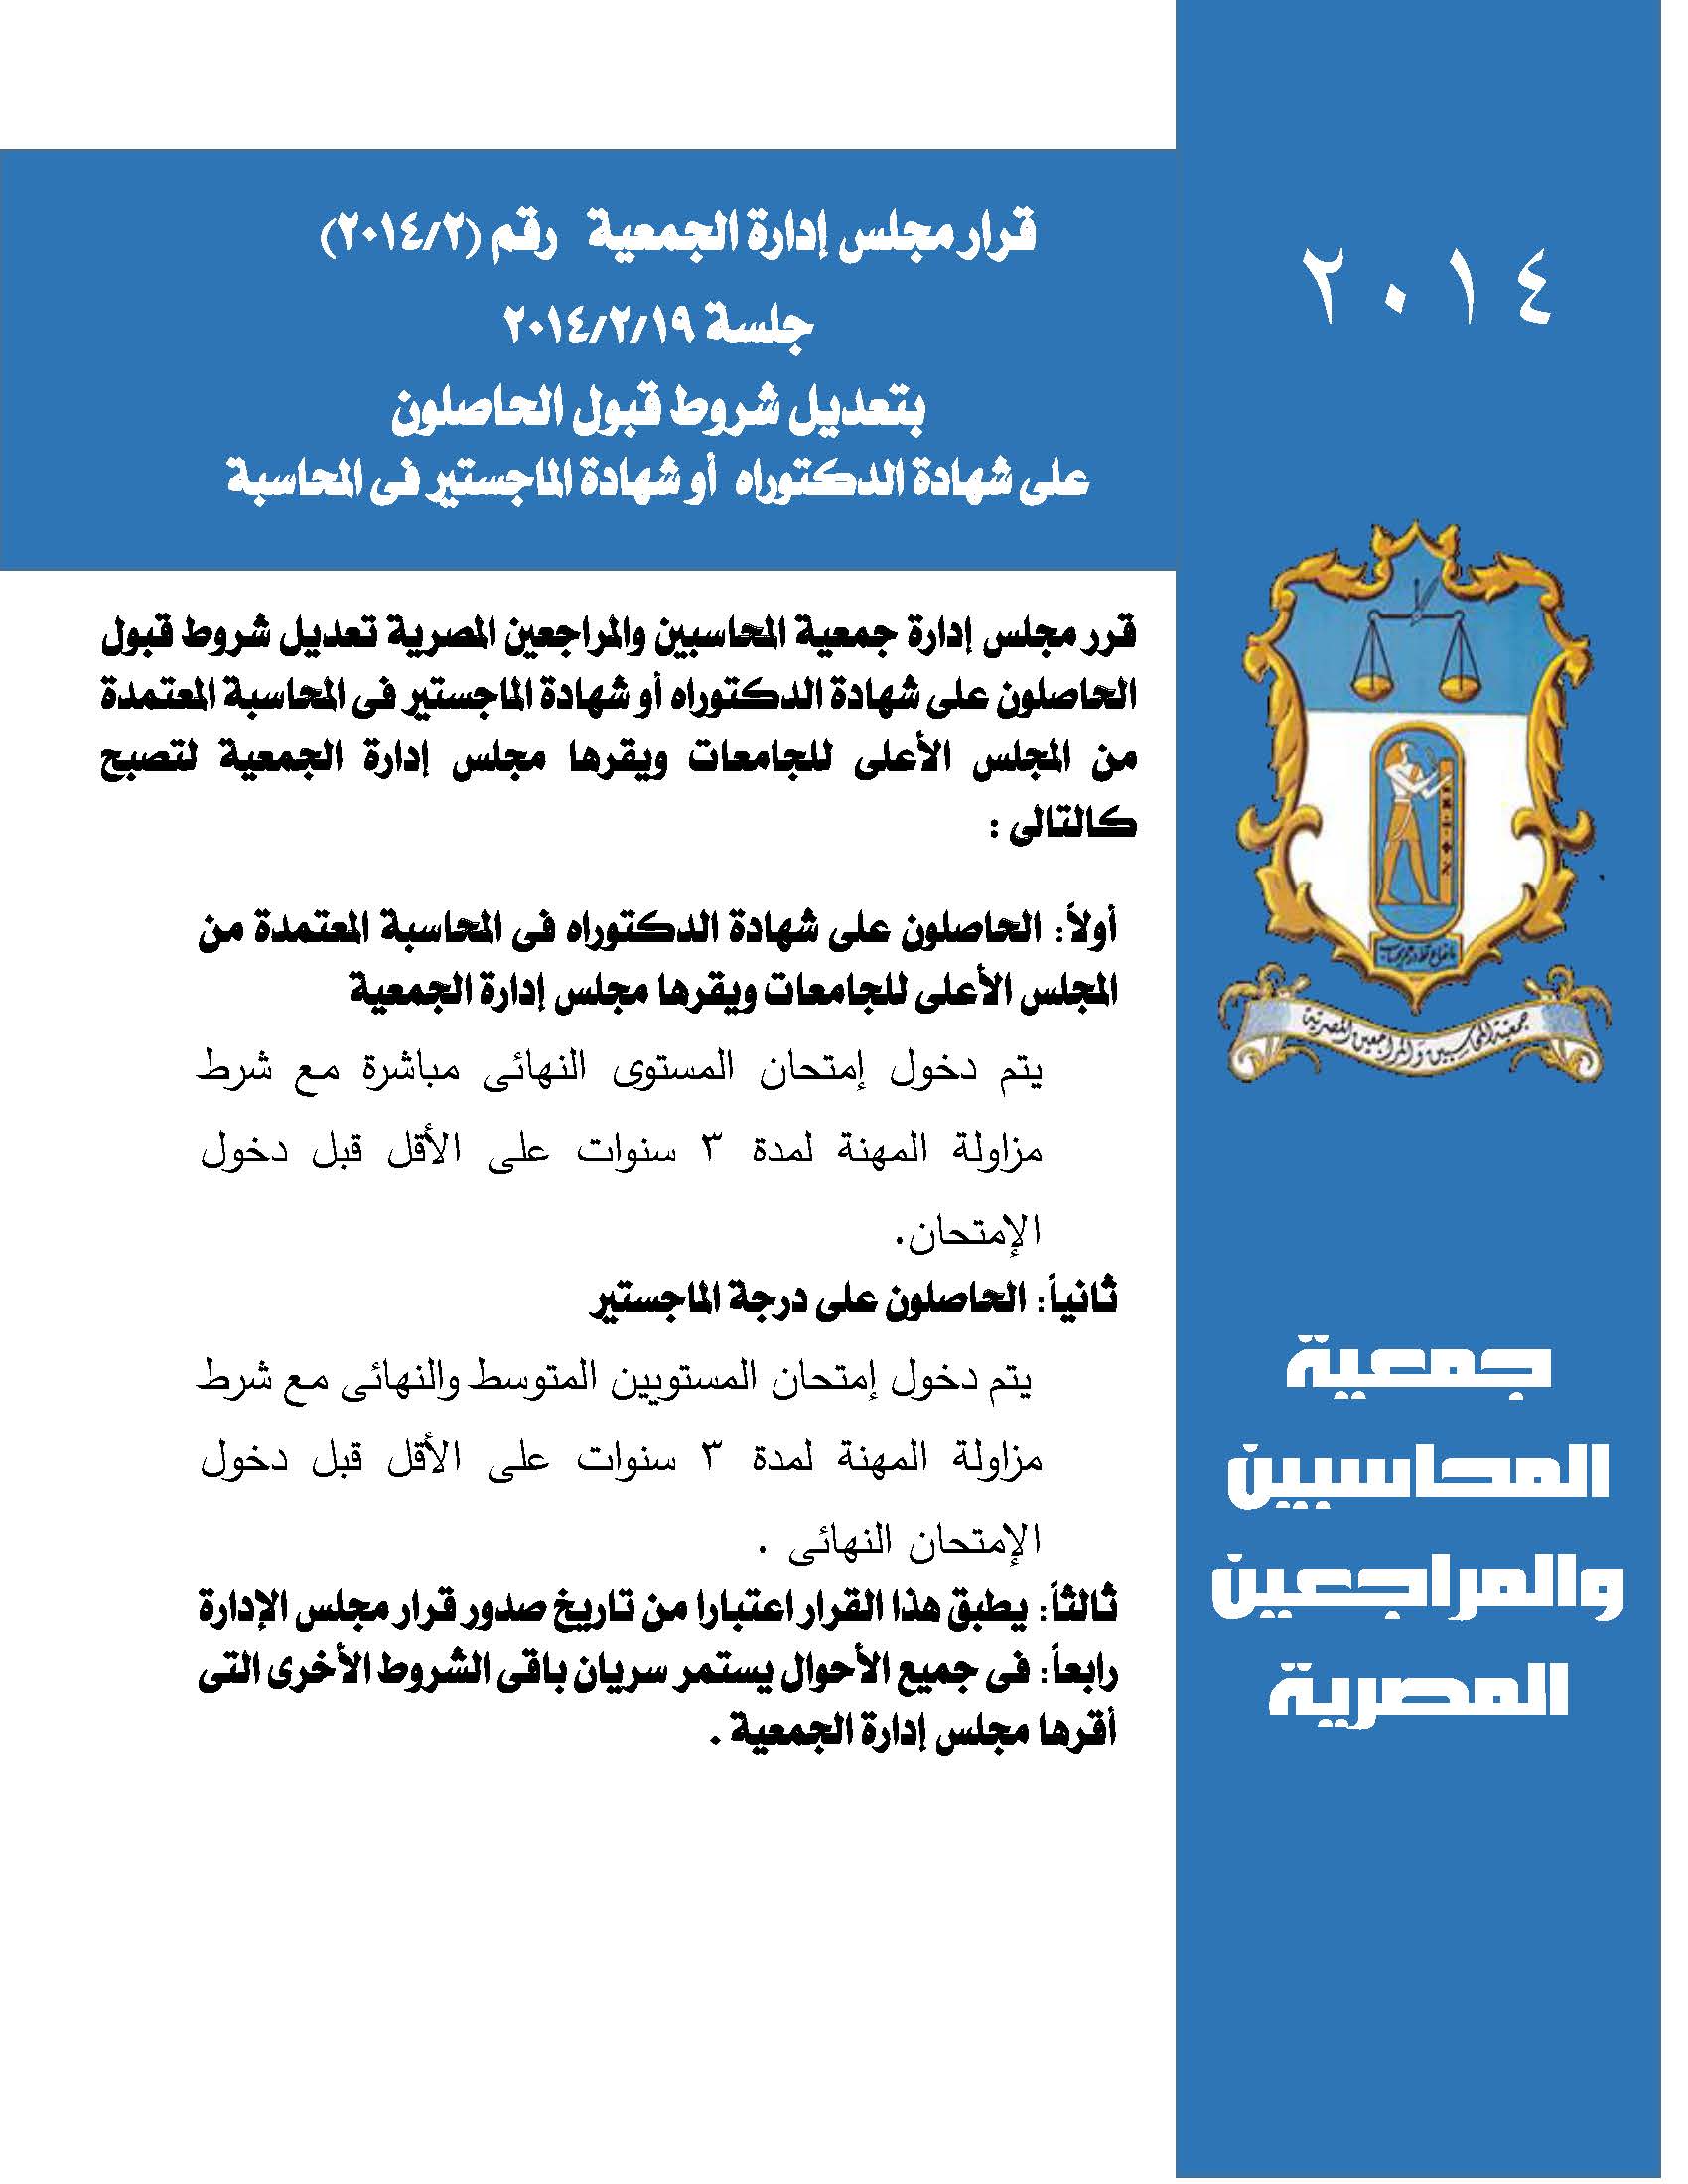 ٢٠١٤
قرار مجلس إدارة الجمعية رقم (٢٠١٤/٢)
جلسة ٢٠١٤/٢/١٩
بتعديل شروط قبول الحاصلون
على شهادة الدكتوراه أو شهادة الماجستير فى المحاسبة
قرر مجلس إدارة جمعية المحاسبين والمراجعين المصرية تعديل شروط قبول
الحاصلون على شهادة الدكتوراه أو شهادة الماجستير فى المحاسبة المعتمدة
من المجلس الأعلى للجامعات ويقرها مجلس إدارة الجمعية لتصبح
كالتالى :
أولاً: الحاصلون على شهادة الدكتوراه فى المحاسبة المعتمدة من
المجلس الأعلى للجامعات ويقرها مجلس إدارة الجمعية
يتم دخول إمتحان المستوى النهائى مباشرة مع شرط
مزاولة المهنة لمدة ٣ سنوات على الأقل قبل دخول
الإمتحان.
ثانياً: الحاصلون على درجة الماجستير
يتم دخول إمتحان المستويين المتوسط والنهائى مع شرط
مزاولة المهنة لمدة ٣ سنوات على الأقل قبل دخول
الإمتحان النهائى .
ثالثاً: يطبق هذا القرار اعتبارا من تاريخ صدور قرار مجلس الإدارة
رابعاً: فى جميع الأحوال يستمر سريان باقى الشروط الأخرى التى
أقرها مجلس إدارة الجمعية .
جمعية المحاسبين والمراجعين المصرية
جمعية
المحاسبين
والمراجعين
المصرية